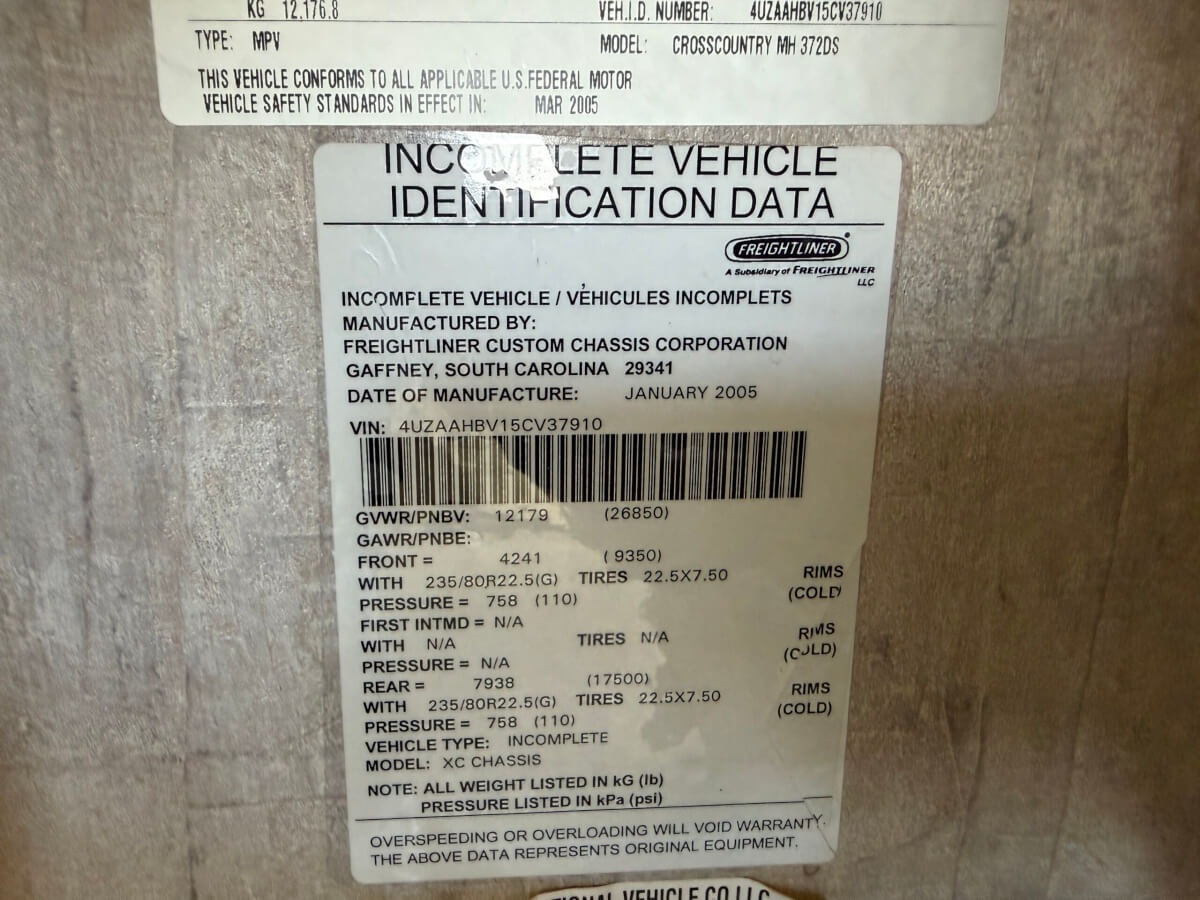 KG 12,176.8 VEH.I.D. NUMBER: 4UZAAHBV15CV37910
TYPE: MPV MODEL: CROSSCOUNTRY MH 372DS
THIS VEHICLE CONFORMS TO ALL APPLICABLE U.S.FEDERAL MOTOR
VEHICLE SAFETY STANDARDS IN EFFECT IN: MAR 2005
INCOMPLETE VEHICLE
IDENTIFICATION DATA
FREIGHTLINER
A Subsidiary of FREIGHTLINER
LLC
INCOMPLETE VEHICLE / VÉHICULES INCOMPLETS
MANUFACTURED BY:
FREIGHTLINER CUSTOM CHASSIS CORPORATION
GAFFNEY, SOUTH CAROLINA 29341
DATE OF MANUFACTURE: JANUARY 2005
VIN: 4UZAAHBV15CV37910
GVWR/PNBV: 12179 (26850)
GAWR/PNBE:
FRONT = 4241 ( 9350)
WITH 235/80R22.5(G) TIRES 22.5X7.50 RIMS
PRESSURE = 758 (110) (COLD)
FIRST INTMD = N/A
WITH N/A TIRES N/A RIMS
PRESSURE = N/A (COLD)
REAR = 7938 (17500)
WITH 235/80R22.5(G) TIRES 22.5X7.50 RIMS
PRESSURE = 758 (110) (COLD)
VEHICLE TYPE: INCOMPLETE
MODEL: XC CHASSIS
NOTE: ALL WEIGHT LISTED IN kG (lb)
PRESSURE LISTED IN kPa (psi)
OVERSPEEDING OR OVERLOADING WILL VOID WARRANTY.
THE ABOVE DATA REPRESENTS ORIGINAL EQUIPMENT.
VEHICLE CO LLC